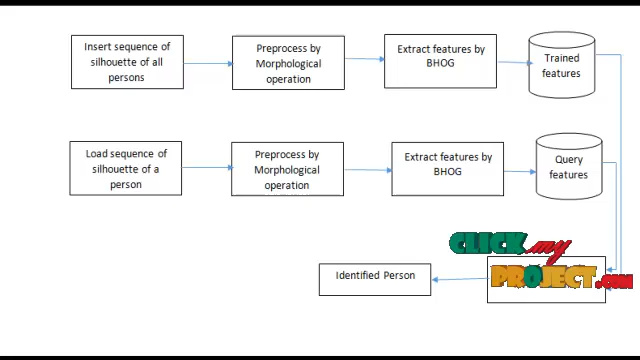 Insert sequence of
silhouette of all
persons
Preprocess by
Morphological
operation
Extract features by
BHOG
Trained
features
Load sequence of
silhouette of a
person
Preprocess by
Morphological
operation
Extract features by
BHOG
Query
features
CLICK my
PROJECT.COM
Identified Person